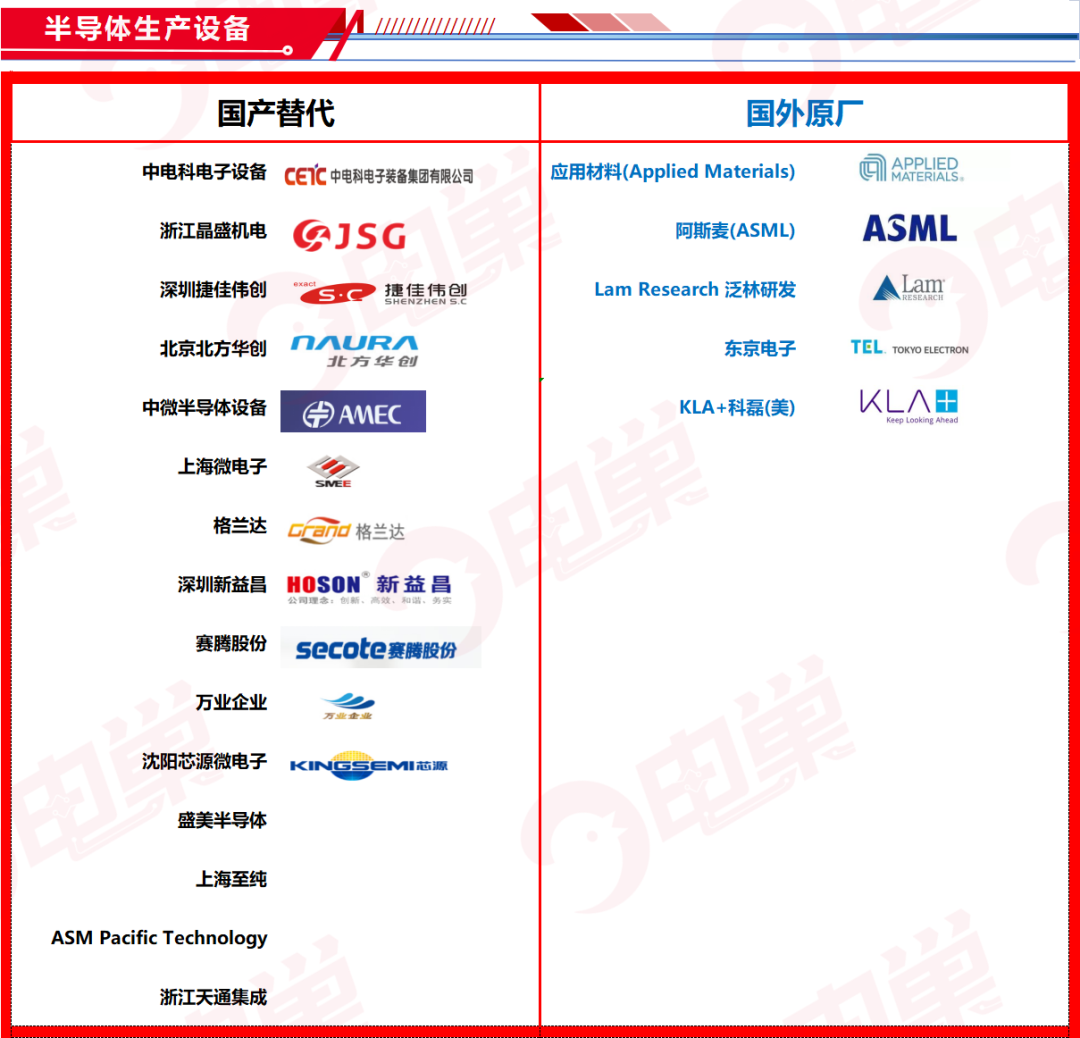 半导体生产设备
国产替代
国外原厂
中电科电子设备 CETC 中电科电子装备集团有限公司
应用材料(Applied Materials) APPLIED MATERIALS®
浙江晶盛机电 JSG
阿斯麦(ASML) ASML
深圳捷佳伟创 exact S·C 捷佳伟创 SHENZHEN S.C
Lam Research 泛林研发 Lam RESEARCH
北京北方华创 NAURA 北方华创
东京电子 TEL TOKYO ELECTRON
中微半导体设备 AMEC
KLA+科磊(美) KLA+ Keep Looking Ahead
上海微电子 SMEE
格兰达 Grand 格兰达
深圳新益昌 HOSON® 新益昌
公司理念：创新、高效、和谐、务实
赛腾股份 secote 赛腾股份
万业企业 万业企业
沈阳芯源微电子 KINGSEMI 芯源
盛美半导体
上海至纯
ASM Pacific Technology
浙江天通集成
电巢